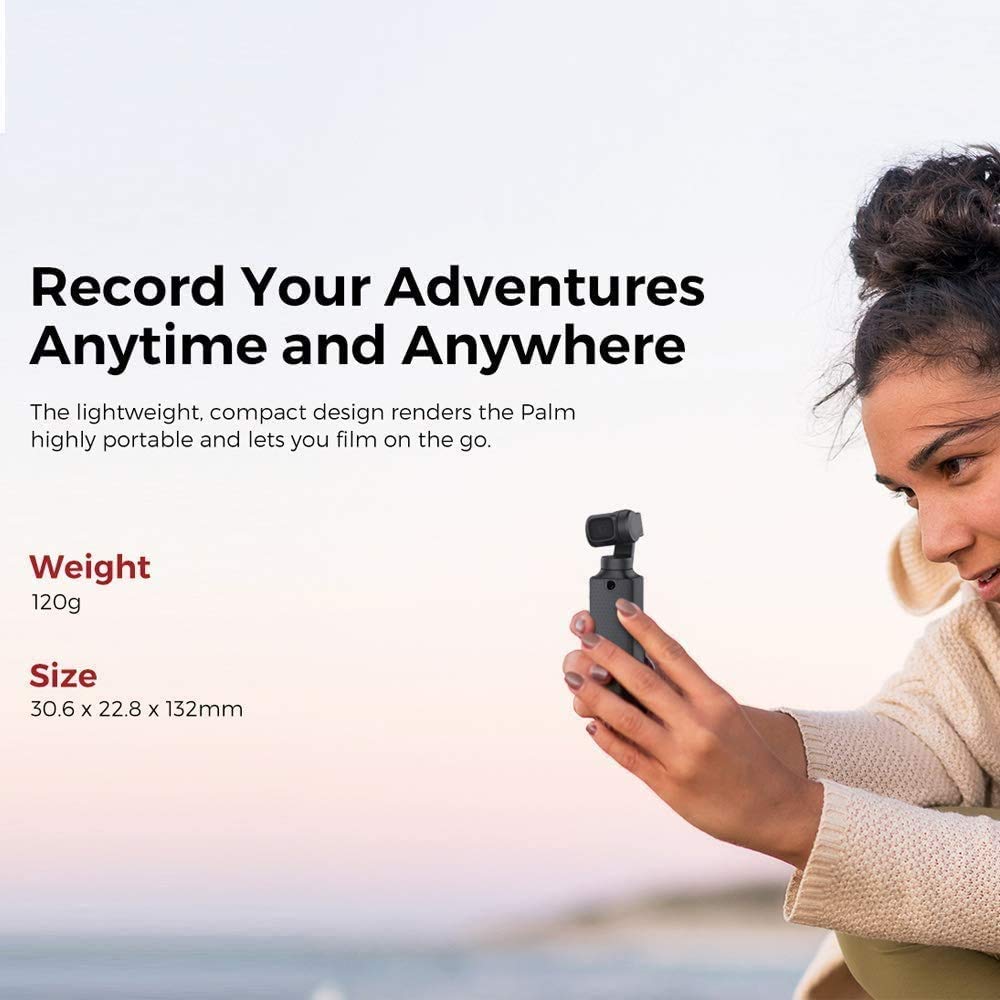 Record Your Adventures
Anytime and Anywhere
The lightweight, compact design renders the Palm
highly portable and lets you film on the go.
Weight
120g
Size
30.6 x 22.8 x 132mm